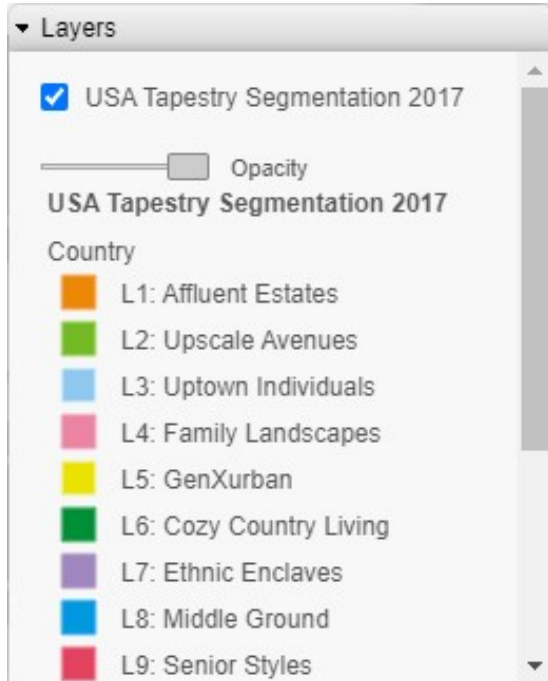 Layers
USA Tapestry Segmentation 2017
Opacity
USA Tapestry Segmentation 2017
Country
L1: Affluent Estates
L2: Upscale Avenues
L3: Uptown Individuals
L4: Family Landscapes
L5: GenXurban
L6: Cozy Country Living
L7: Ethnic Enclaves
L8: Middle Ground
L9: Senior Styles